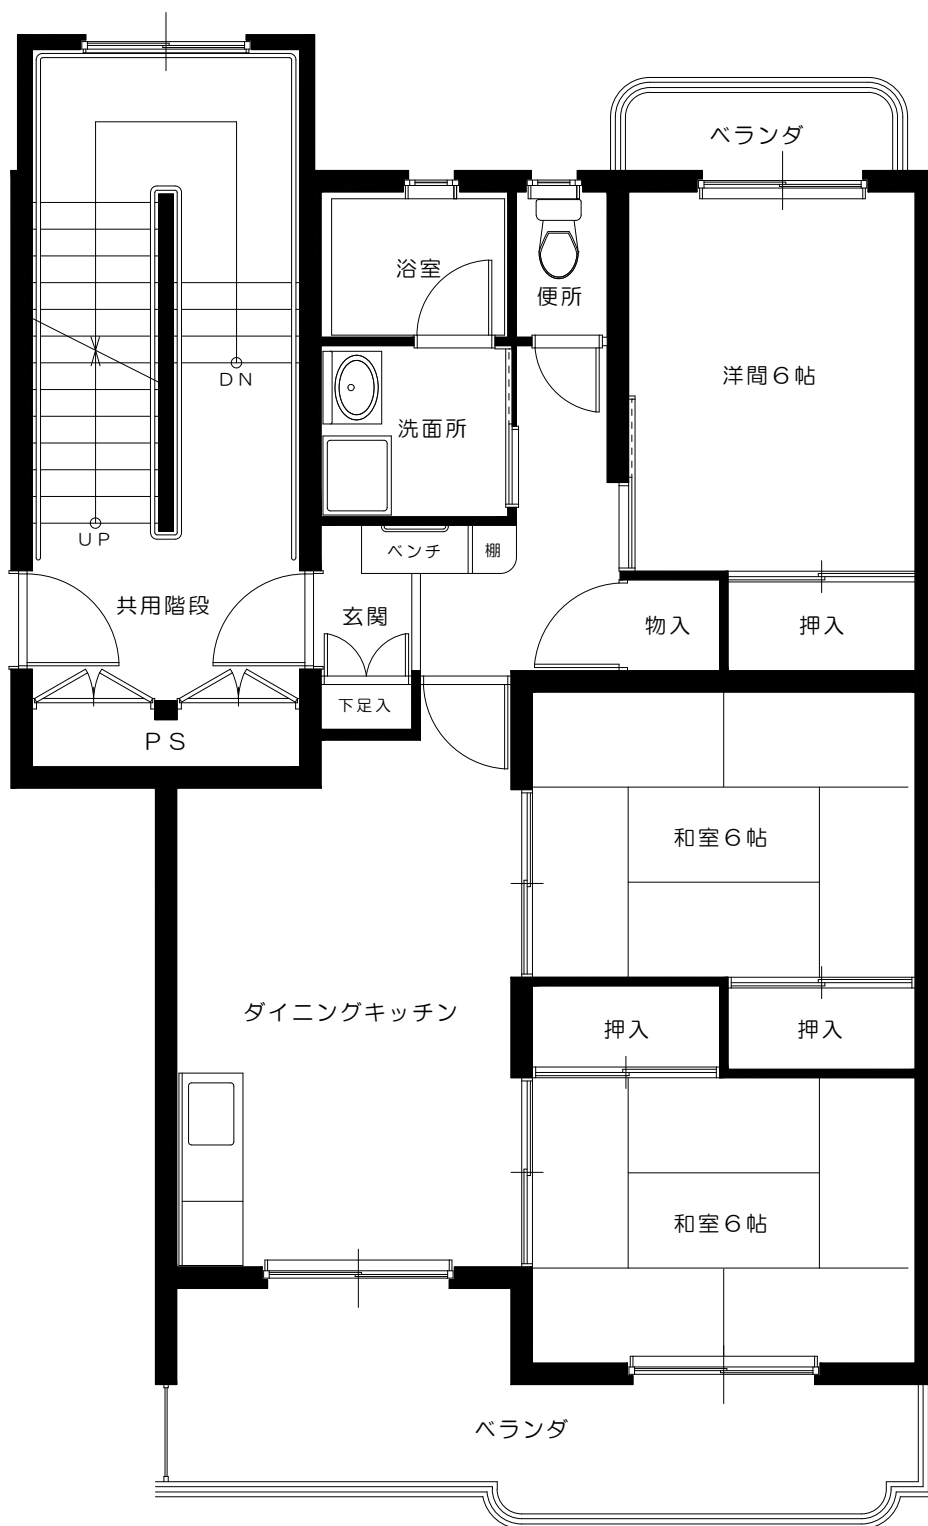 ベランダ
浴室
便所
DN
洋間6帖
洗面所
UP
ベンチ
棚
共用階段
玄関
物入
押入
下足入
PS
和室6帖
ダイニングキッチン
押入
押入
和室6帖
ベランダ